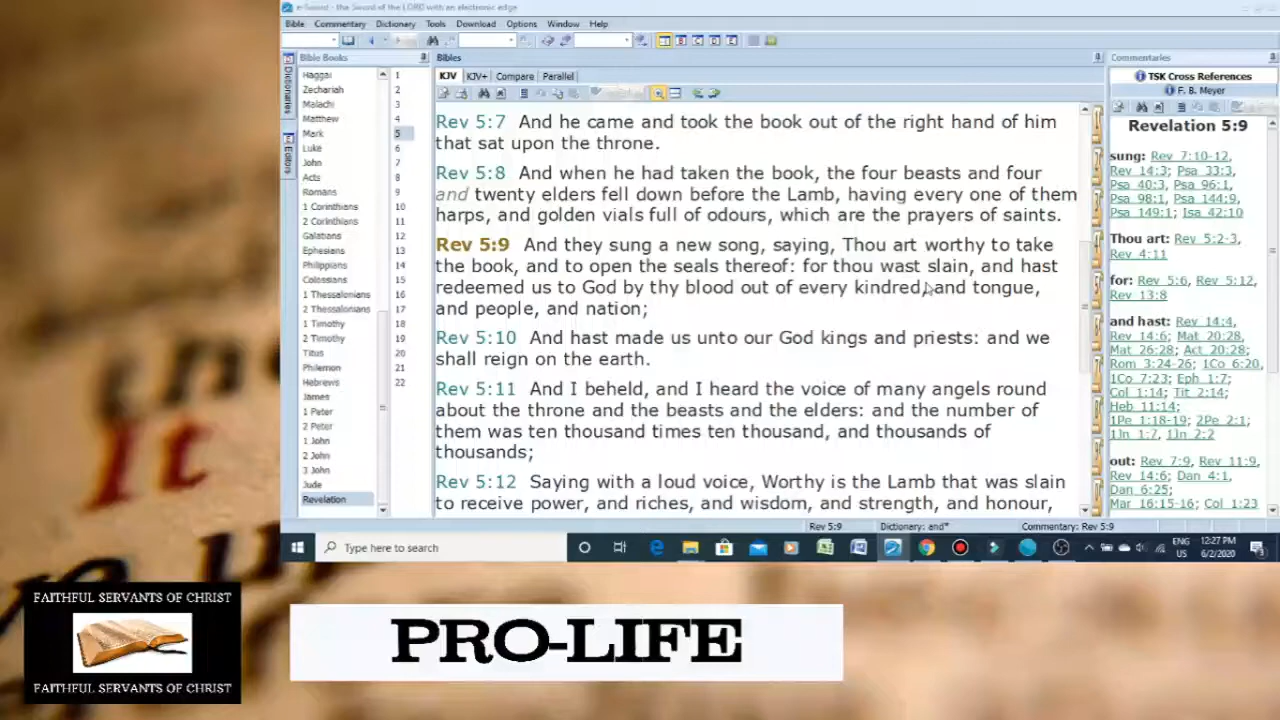 e-Sword - the Sword of the LORD with an electronic edge
Bible Commentary Dictionary Tools Download Options Window Help
Bible Books
Haggai
Zechariah
Malachi
Matthew
Mark
Luke
John
Acts
Romans
1 Corinthians
2 Corinthians
Galatians
Ephesians
Philippians
Colossians
1 Thessalonians
2 Thessalonians
1 Timothy
2 Timothy
Titus
Philemon
Hebrews
James
1 Peter
2 Peter
1 John
2 John
3 John
Jude
Revelation
1
2
3
4
5
6
7
8
9
10
11
12
13
14
15
16
17
18
19
20
21
22
Dictionaries
Editors
Bibles
KJV KJV+ Compare Parallel
Rev 5:7 And he came and took the book out of the right hand of him
that sat upon the throne.
Rev 5:8 And when he had taken the book, the four beasts and four
and twenty elders fell down before the Lamb, having every one of them
harps, and golden vials full of odours, which are the prayers of saints.
Rev 5:9 And they sung a new song, saying, Thou art worthy to take
the book, and to open the seals thereof: for thou wast slain, and hast
redeemed us to God by thy blood out of every kindred, and tongue,
and people, and nation;
Rev 5:10 And hast made us unto our God kings and priests: and we
shall reign on the earth.
Rev 5:11 And I beheld, and I heard the voice of many angels round
about the throne and the beasts and the elders: and the number of
them was ten thousand times ten thousand, and thousands of
thousands;
Rev 5:12 Saying with a loud voice, Worthy is the Lamb that was slain
to receive power, and riches, and wisdom, and strength, and honour,
Commentaries
TSK Cross References
F. B. Meyer
Revelation 5:9
sung: Rev 7:10-12,
Rev 14:3; Psa 33:3,
Psa 40:3, Psa 96:1,
Psa 98:1, Psa 144:9,
Psa 149:1; Isa 42:10
Thou art: Rev 5:2-3,
Rev 4:11
for: Rev 5:6, Rev 5:12,
Rev 13:8
and hast: Rev 14:4,
Rev 14:6; Mat 20:28,
Mat 26:28; Act 20:28;
Rom 3:24-26; 1Co 6:20,
1Co 7:23; Eph 1:7;
Col 1:14; Tit 2:14;
Heb 11:14;
1Pe 1:18-19; 2Pe 2:1;
1Jn 1:7, 1Jn 2:2
out: Rev 7:9, Rev 11:9,
Rev 14:6; Dan 4:1,
Dan 6:25;
Mar 16:15-16; Col 1:23
Rev 5:9 Dictionary: and* Commentary: Rev 5:9
Type here to search
ENG
US
12:27 PM
6/2/2020
3
It
FAITHFUL SERVANTS OF CHRIST
FAITHFUL SERVANTS OF CHRIST
PRO-LIFE